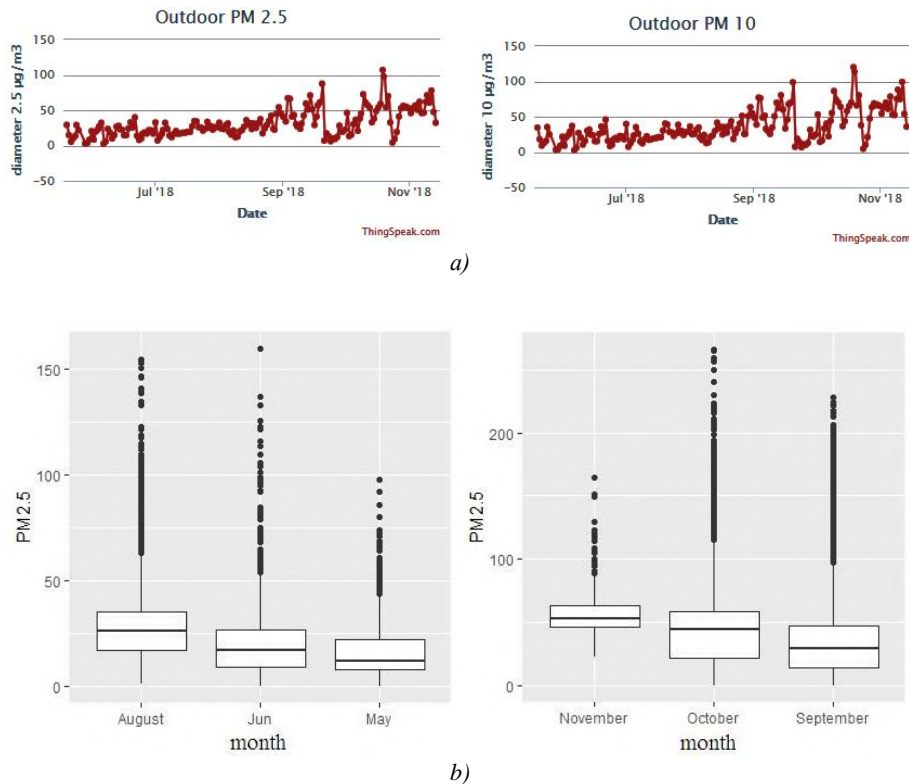 Outdoor PM 2.5
150
100
50
0
-50
diameter 2.5 µg/m3
Jul '18
Sep '18
Nov '18
Date
ThingSpeak.com
Outdoor PM 10
150
100
50
0
-50
diameter 10 µg/m3
Jul '18
Sep '18
Nov '18
Date
ThingSpeak.com
a)
150
100
50
0
PM2.5
August
Jun
May
month
200
100
0
PM2.5
November
October
September
month
b)